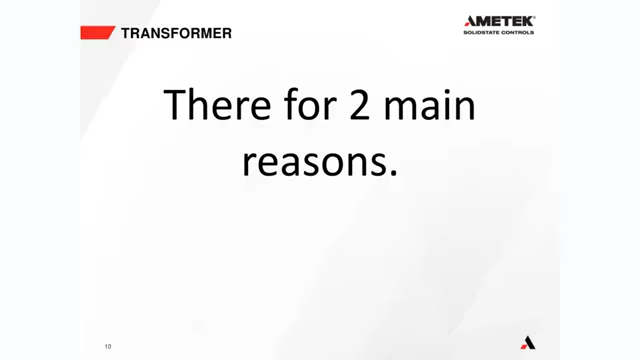 TRANSFORMER
AMETEK®
SOLIDSTATE CONTROLS
There for 2 main
reasons.
10